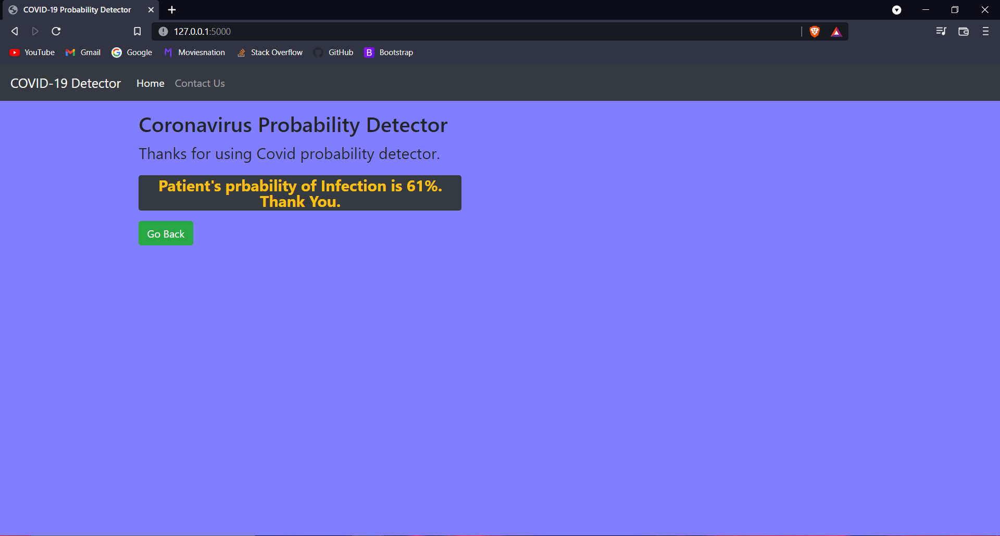 COVID-19 Probability Detector
127.0.0.1:5000
YouTube Gmail Google Moviesnation Stack Overflow GitHub B Bootstrap
COVID-19 Detector Home Contact Us
Coronavirus Probability Detector
Thanks for using Covid probability detector.
Patient's prbability of Infection is 61%.
Thank You.
Go Back